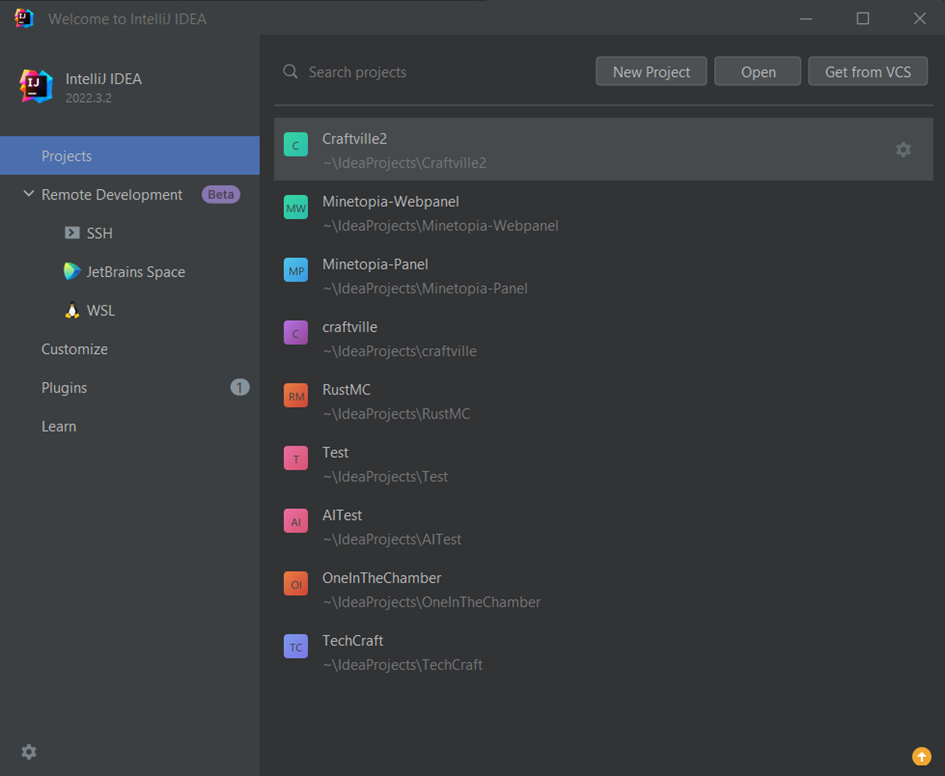 Welcome to IntelliJ IDEA
IJ
IntelliJ IDEA
2022.3.2
Projects
Remote Development Beta
SSH
JetBrains Space
WSL
Customize
Plugins 1
Learn
Search projects New Project Open Get from VCS
C Craftville2
~\IdeaProjects\Craftville2
MW Minetopia-Webpanel
~\IdeaProjects\Minetopia-Webpanel
MP Minetopia-Panel
~\IdeaProjects\Minetopia-Panel
C craftville
~\IdeaProjects\craftville
RM RustMC
~\IdeaProjects\RustMC
T Test
~\IdeaProjects\Test
AI AITest
~\IdeaProjects\AITest
OI OneInTheChamber
~\IdeaProjects\OneInTheChamber
TC TechCraft
~\IdeaProjects\TechCraft